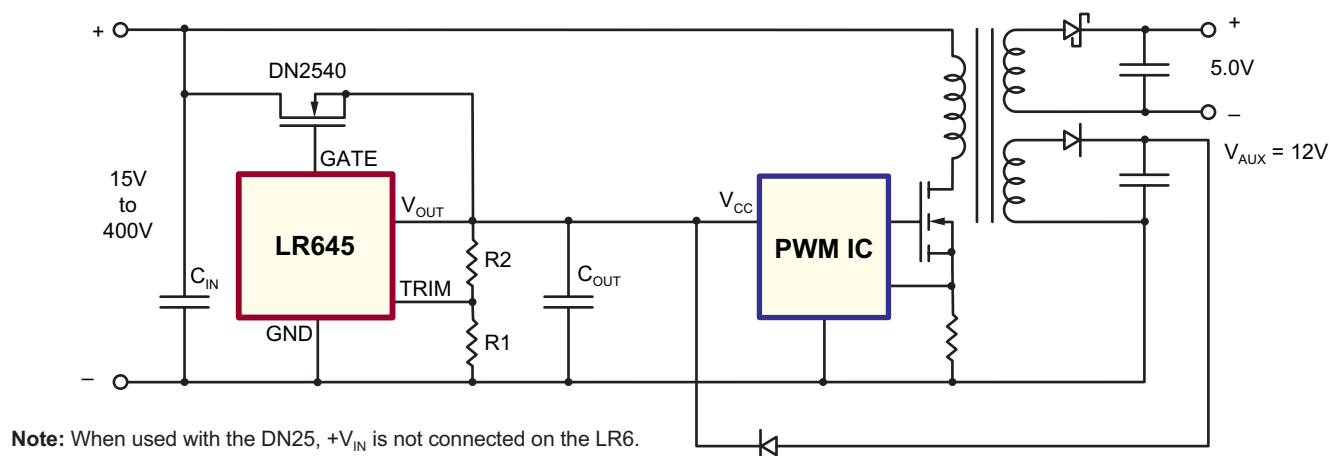 +
+
DN2540
5.0V
–
GATE
15V
to
400V
V_AUX = 12V
V_OUT
V_CC
LR645
PWM IC
R2
C_IN
C_OUT
TRIM
GND
R1
–
Note: When used with the DN25, +V_IN is not connected on the LR6.